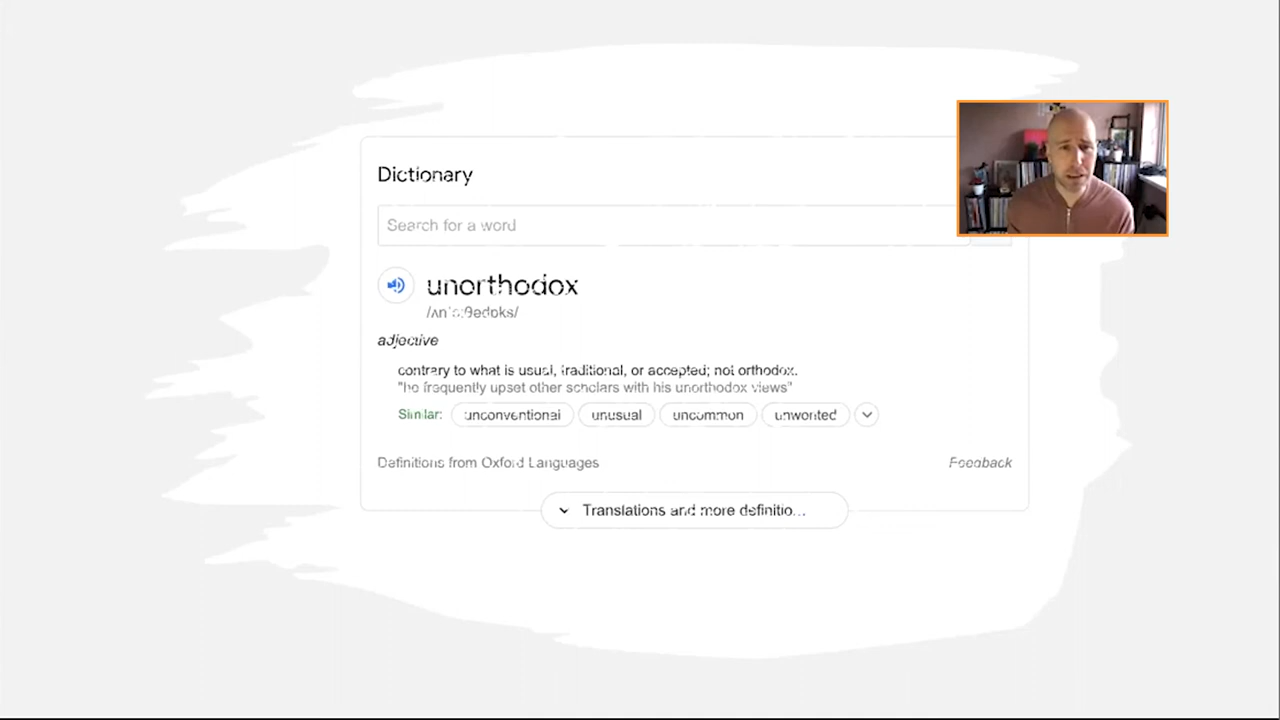 Dictionary
Search for a word
unorthodox
/ʌnˈɔːθədɒks/
adjective
contrary to what is usual, traditional, or accepted; not orthodox.
"he frequently upset other scholars with his unorthodox views"
Similar: unconventional unusual uncommon unwonted
Definitions from Oxford Languages Feedback
Translations and more definitio...